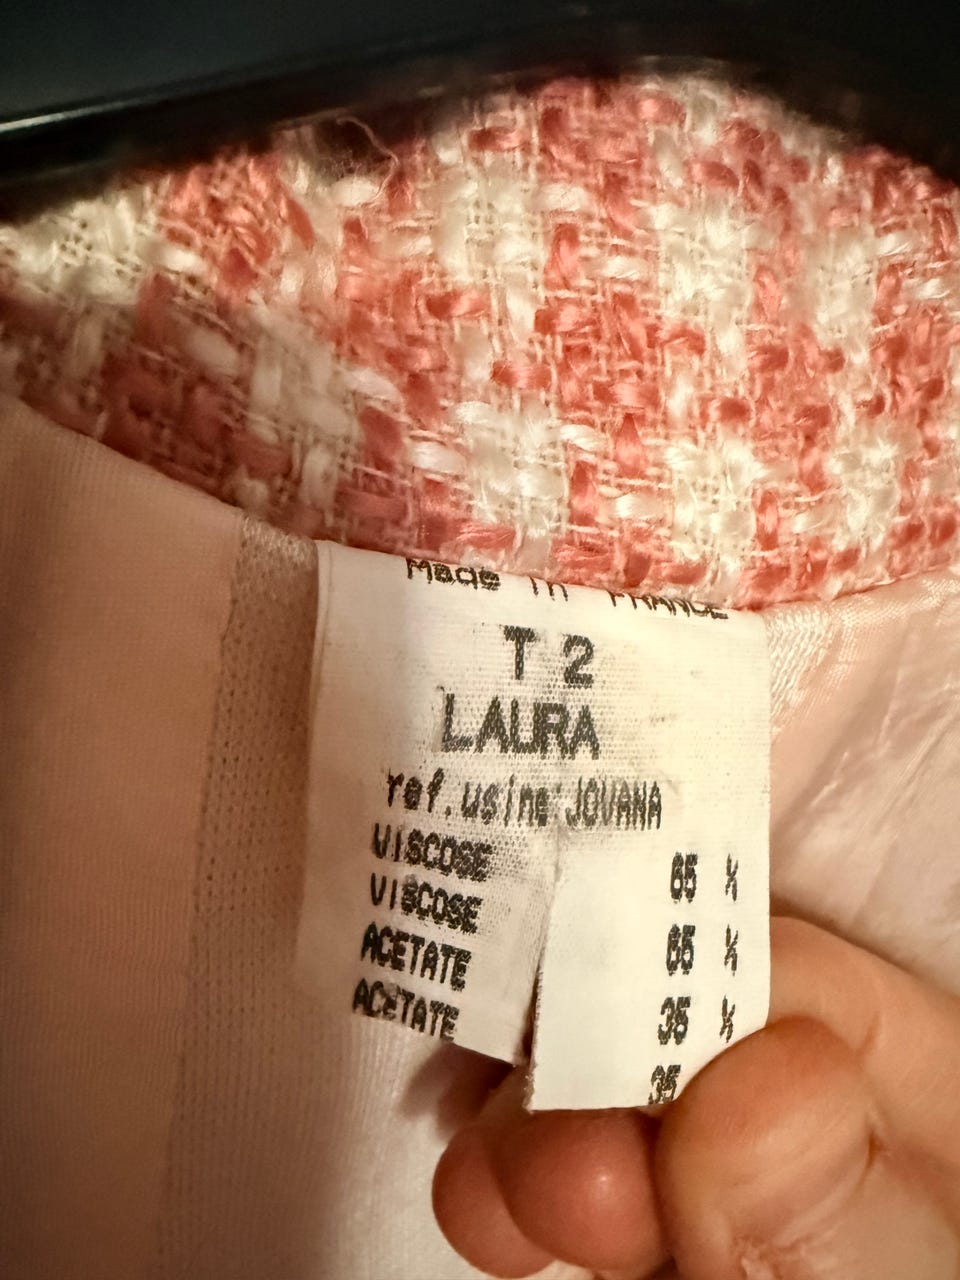 Made in FRANCE
T 2
LAURA
ref.usine:JOVANA
VISCOSE 65 %
VISCOSE 65 %
ACETATE 35 %
ACETATE 35